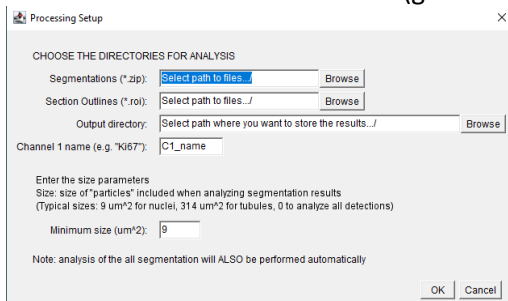 Processing Setup
CHOOSE THE DIRECTORIES FOR ANALYSIS
Segmentations (*.zip): Select path to files.../ Browse
Section Outlines (*.roi): Select path to files.../ Browse
Output directory: Select path where you want to store the results.../ Browse
Channel 1 name (e.g. "Ki67"): C1_name
Enter the size parameters
Size: size of "particles" included when analyzing segmentation results
(Typical sizes: 9 um^2 for nuclei, 314 um^2 for tubules, 0 to analyze all detections)
Minimum size (um^2): 9
Note: analysis of the all segmentation will ALSO be performed automatically
OK Cancel